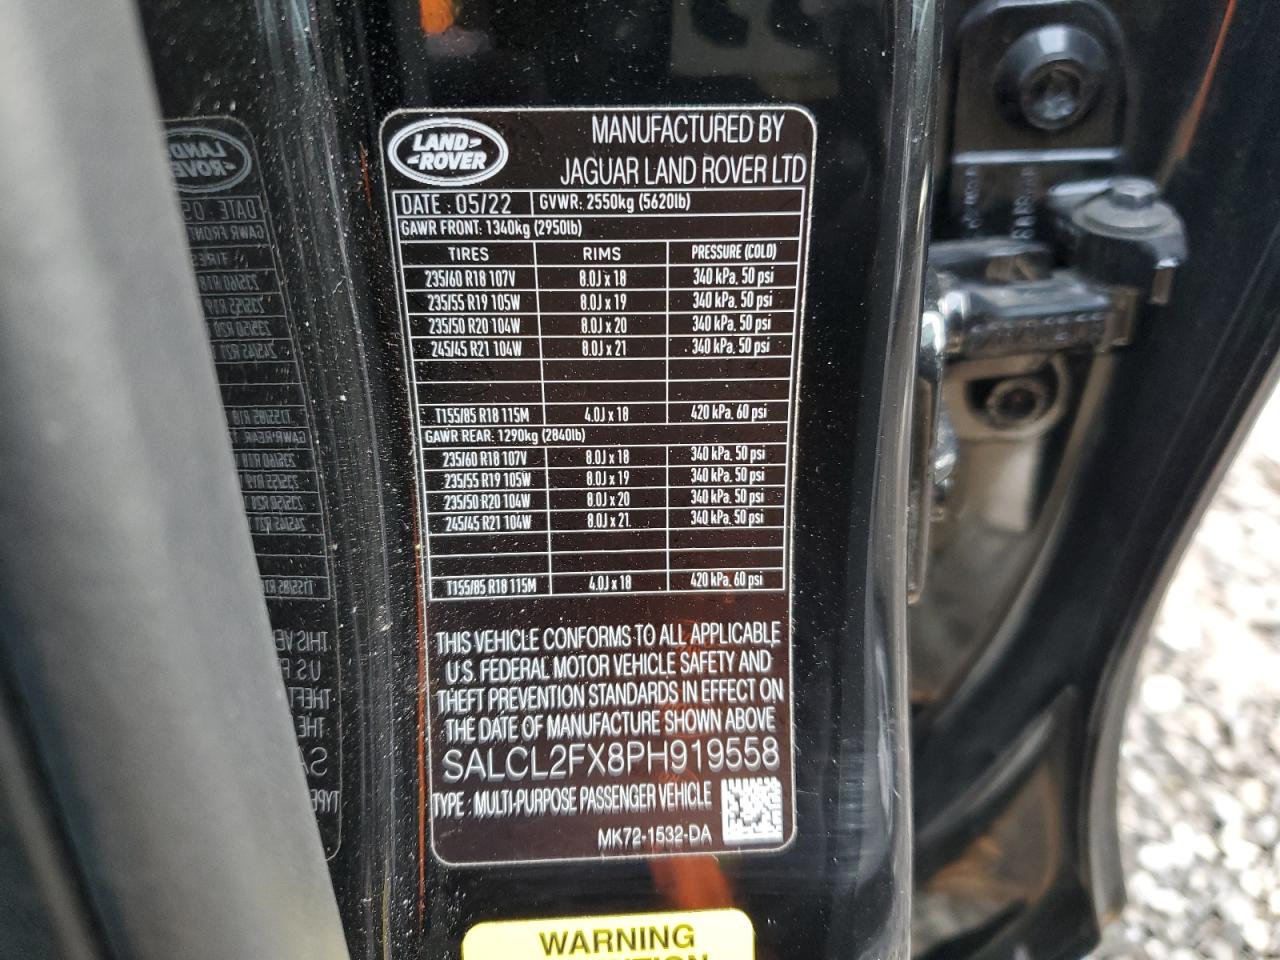 LAND ROVER
MANUFACTURED BY
JAGUAR LAND ROVER LTD
DATE : 05/22 GVWR: 2550kg (5620lb)
GAWR FRONT: 1340kg (2950lb)
TIRES RIMS PRESSURE (COLD)
235/60 R18 107V 8.0J x 18 340 kPa, 50 psi
235/55 R19 105W 8.0J x 19 340 kPa, 50 psi
235/50 R20 104W 8.0J x 20 340 kPa, 50 psi
245/45 R21 104W 8.0J x 21 340 kPa, 50 psi
T155/85 R18 115M 4.0J x 18 420 kPa, 60 psi
GAWR REAR: 1290kg (2840lb)
235/60 R18 107V 8.0J x 18 340 kPa, 50 psi
235/55 R19 105W 8.0J x 19 340 kPa, 50 psi
235/50 R20 104W 8.0J x 20 340 kPa, 50 psi
245/45 R21 104W 8.0J x 21 340 kPa, 50 psi
T155/85 R18 115M 4.0J x 18 420 kPa, 60 psi
THIS VEHICLE CONFORMS TO ALL APPLICABLE
U.S. FEDERAL MOTOR VEHICLE SAFETY AND
THEFT PREVENTION STANDARDS IN EFFECT ON
THE DATE OF MANUFACTURE SHOWN ABOVE
SALCL2FX8PH919558
TYPE : MULTI-PURPOSE PASSENGER VEHICLE
MK72-1532-DA
WARNING